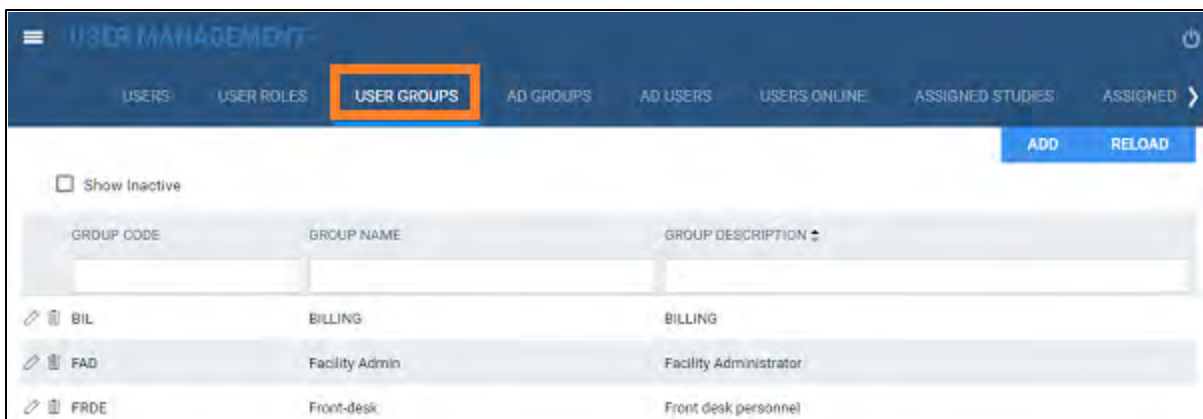 USER MANAGEMENT
USERS USER ROLES USER GROUPS AD GROUPS AD USERS USERS ONLINE ASSIGNED STUDIES ASSIGNED
ADD RELOAD
Show Inactive
GROUP CODE GROUP NAME GROUP DESCRIPTION
BIL BILLING BILLING
FAD Facility Admin Facility Administrator
FRDE Front-desk Front desk personnel